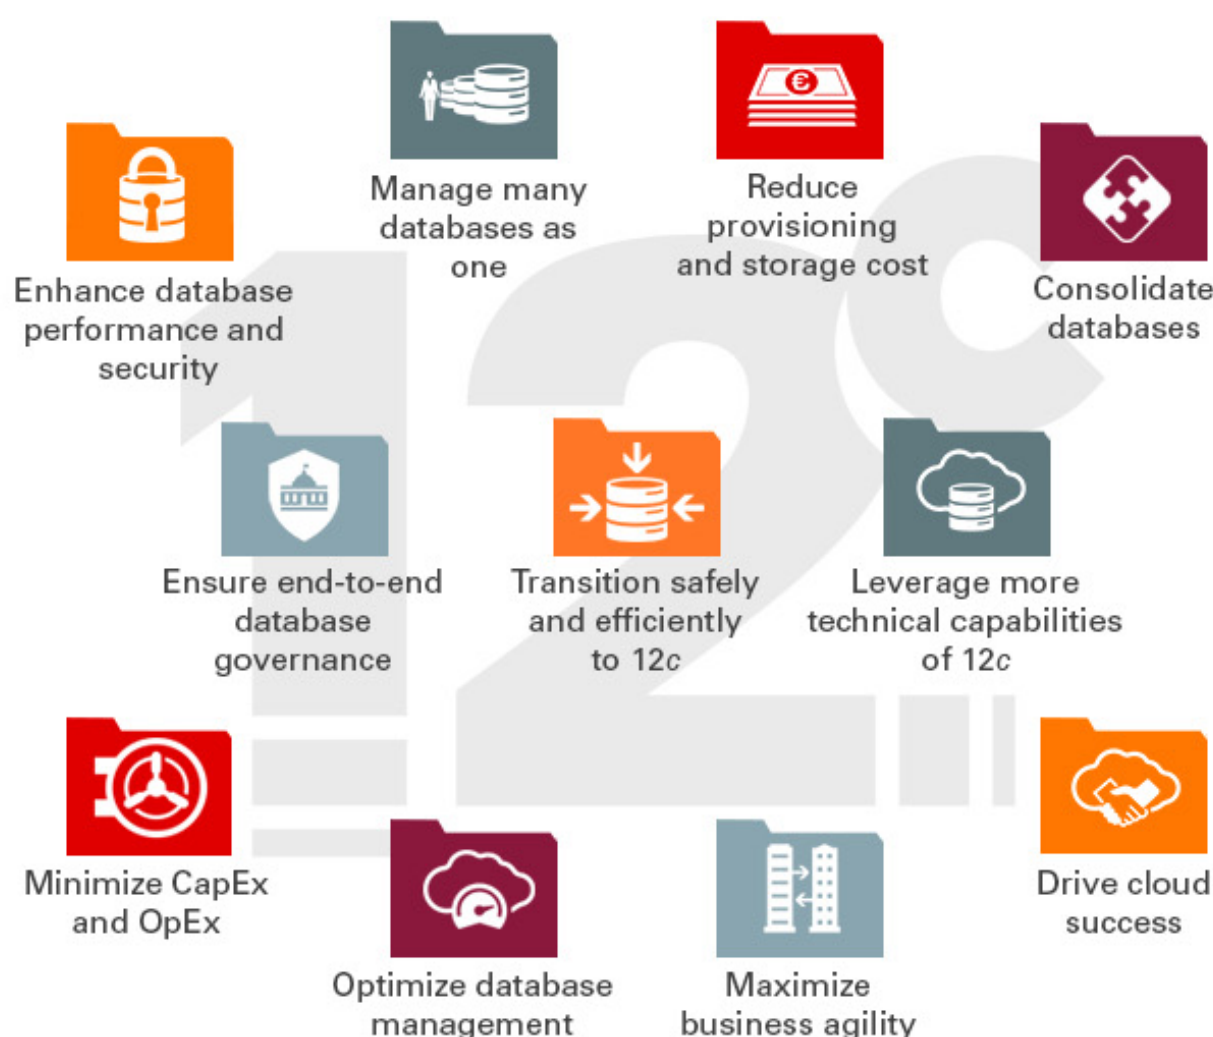 Manage many
databases as
one
Reduce
provisioning
and storage cost
Enhance database
performance and
security
Consolidate
databases
12c
€
Ensure end-to-end
database
governance
Transition safely
and efficiently
to 12c
Leverage more
technical capabilities
of 12c
Minimize CapEx
and OpEx
Drive cloud
success
Optimize database
management
Maximize
business agility